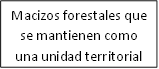 Macizos forestales que
se mantienen como
una unidad territorial